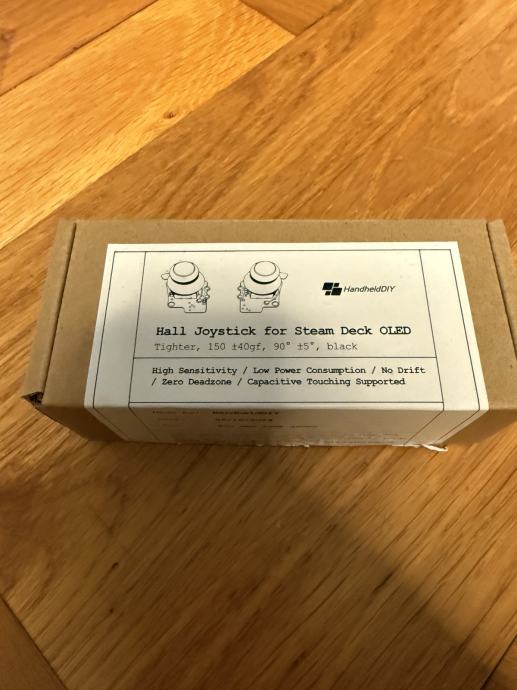 HandheldDIY
Hall Joystick for Steam Deck OLED
Tighter, 150 ±40gf, 90° ±5°, black
High Sensitivity / Low Power Consumption / No Drift
/ Zero Deadzone / Capacitive Touching Supported
HandheldDIY